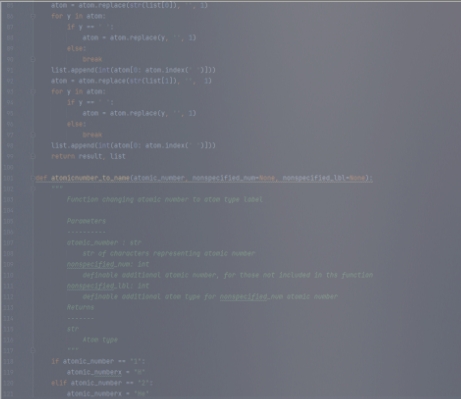 atom = atom.replace(str(list[0]), '', 1)
for y in atom:
if y == ' ':
atom = atom.replace(y, '', 1)
else:
break
list.append(int(atom[0: atom.index(' ')]))
atom = atom.replace(str(list[1]), '', 1)
for y in atom:
if y == ' ':
atom = atom.replace(y, '', 1)
else:
break
list.append(int(atom[0: atom.index(' ')]))
return result, list
def atomicnumber_to_name(atomic_number, nonspecified_num=None, nonspecified_lbl=None):
"""
Function changing atomic number to atom type label
Parameters
----------
atomic_number : str
str of characters representing atomic number
nonspecified_num: int
definable additional atomic number, for those not included in the function
nonspecified_lbl: int
definable additional atom type for nonspecified_num atomic number
Returns
-------
str
Atom type
"""
if atomic_number == "1":
atomic_numberx = "H"
elif atomic_number == "2":
atomic_numberx = "He"